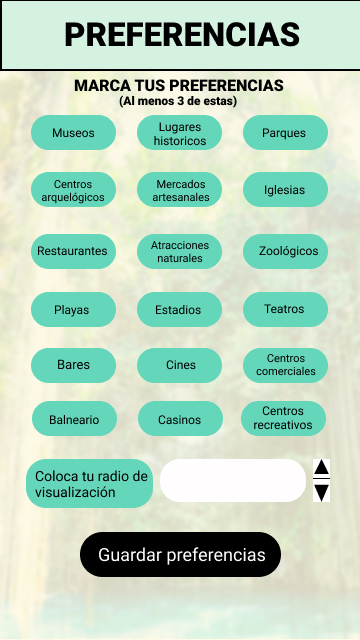 PREFERENCIAS
MARCA TUS PREFERENCIAS
(Al menos 3 de estas)
Museos
Lugares
historicos
Parques
Centros
arquelógicos
Mercados
artesanales
Iglesias
Restaurantes
Atracciones
naturales
Zoológicos
Playas
Estadios
Teatros
Bares
Cines
Centros
comerciales
Balneario
Casinos
Centros
recreativos
Coloca tu radio de
visualización
Guardar preferencias